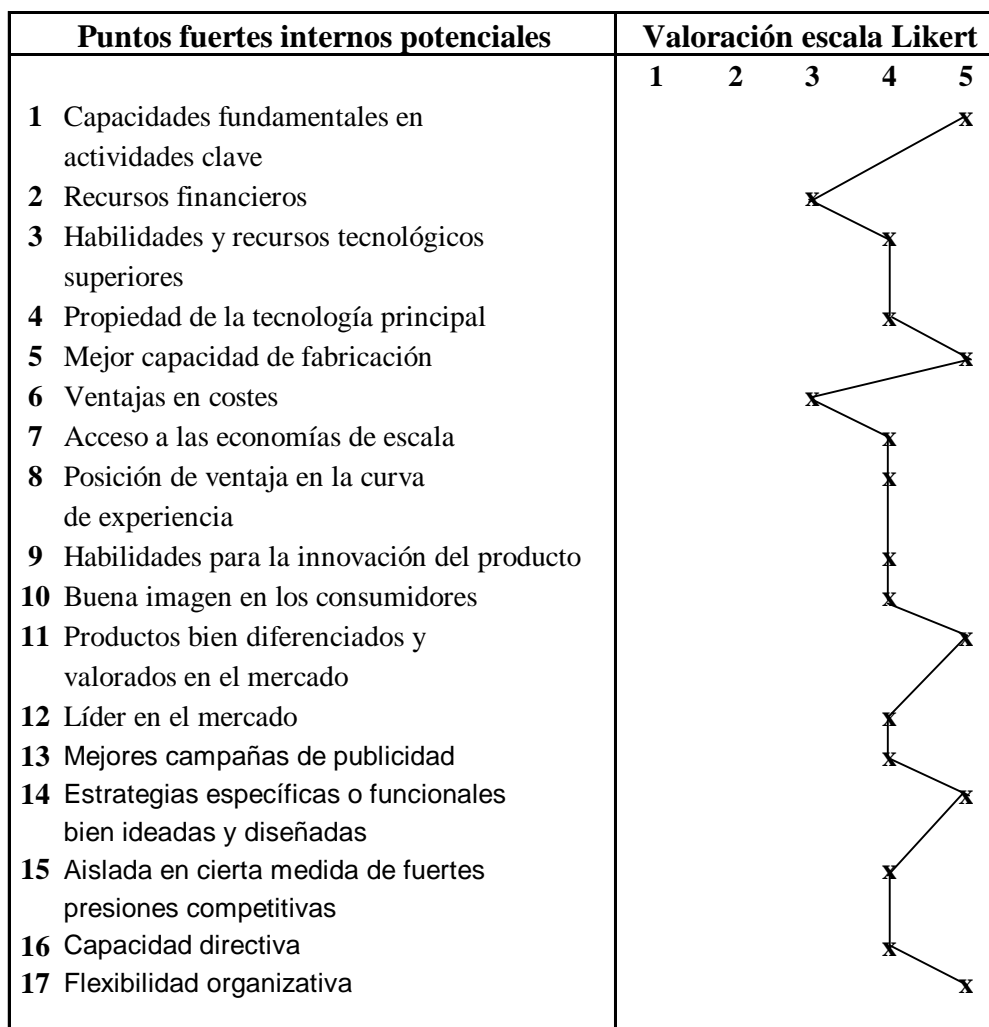 Puntos fuertes internos potenciales Valoración escala Likert
1 2 3 4 5
1 Capacidades fundamentales en x
actividades clave
2 Recursos financieros x
3 Habilidades y recursos tecnológicos x
superiores
4 Propiedad de la tecnología principal x
5 Mejor capacidad de fabricación x
6 Ventajas en costes x
7 Acceso a las economías de escala x
8 Posición de ventaja en la curva x
de experiencia
9 Habilidades para la innovación del producto x
10 Buena imagen en los consumidores x
11 Productos bien diferenciados y x
valorados en el mercado
12 Líder en el mercado x
13 Mejores campañas de publicidad x
14 Estrategias específicas o funcionales x
bien ideadas y diseñadas
15 Aislada en cierta medida de fuertes x
presiones competitivas
16 Capacidad directiva x
17 Flexibilidad organizativa x